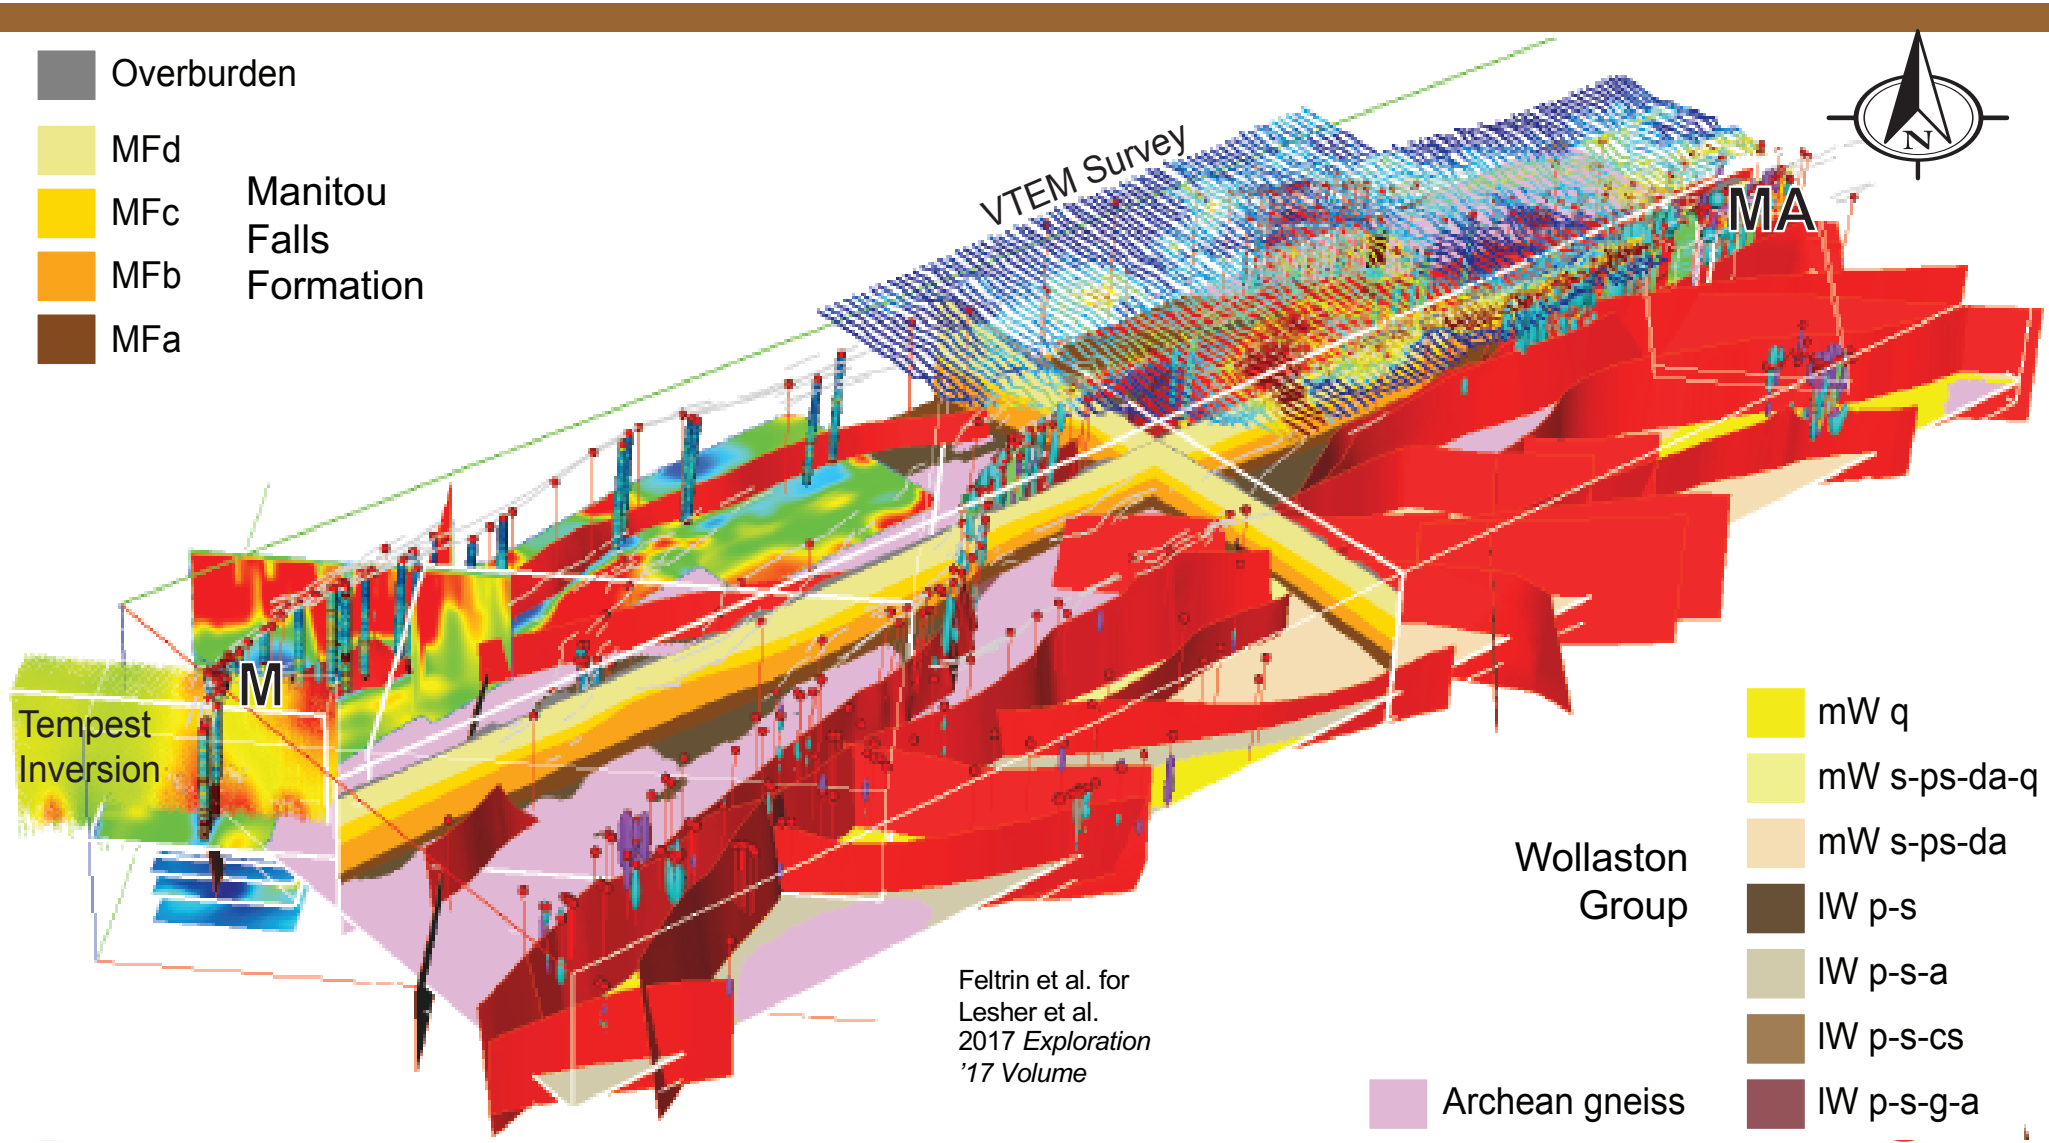 Overburden
MFd
MFc
MFb
MFa
Manitou
Falls
Formation
VTEM Survey
N
MA
M
Tempest
Inversion
Feltrin et al. for
Lesher et al.
2017 Exploration
’17 Volume
Wollaston
Group
mW q
mW s-ps-da-q
mW s-ps-da
lW p-s
lW p-s-a
lW p-s-cs
lW p-s-g-a
Archean gneiss